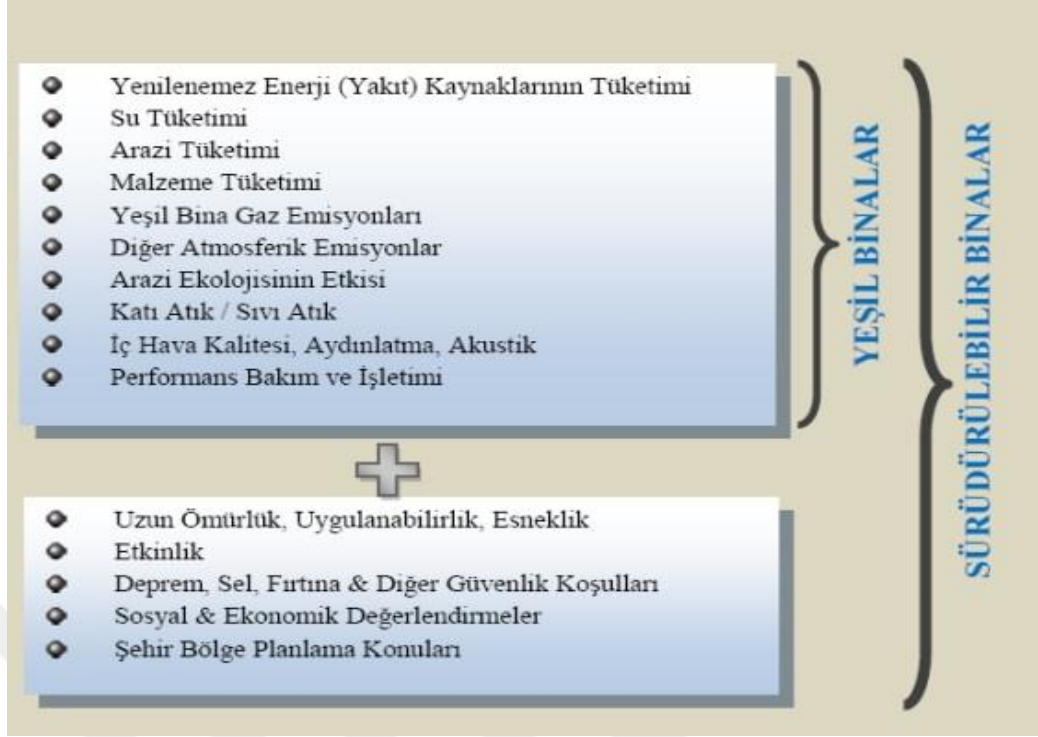 Yenilenemez Enerji (Yakıt) Kaynaklarının Tüketimi
Su Tüketimi
Arazi Tüketimi
Malzeme Tüketimi
Yeşil Bina Gaz Emisyonları
Diğer Atmosferik Emisyonlar
Arazi Ekolojisinin Etkisi
Katı Atık / Sıvı Atık
İç Hava Kalitesi, Aydınlatma, Akustik
Performans Bakım ve İşletimi
YEŞİL BİNALAR
Uzun Ömürlük, Uygulanabilirlik, Esneklik
Etkinlik
Deprem, Sel, Fırtına & Diğer Güvenlik Koşulları
Sosyal & Ekonomik Değerlendirmeler
Şehir Bölge Planlama Konuları
SÜRDÜRÜLEBİLİR BİNALAR